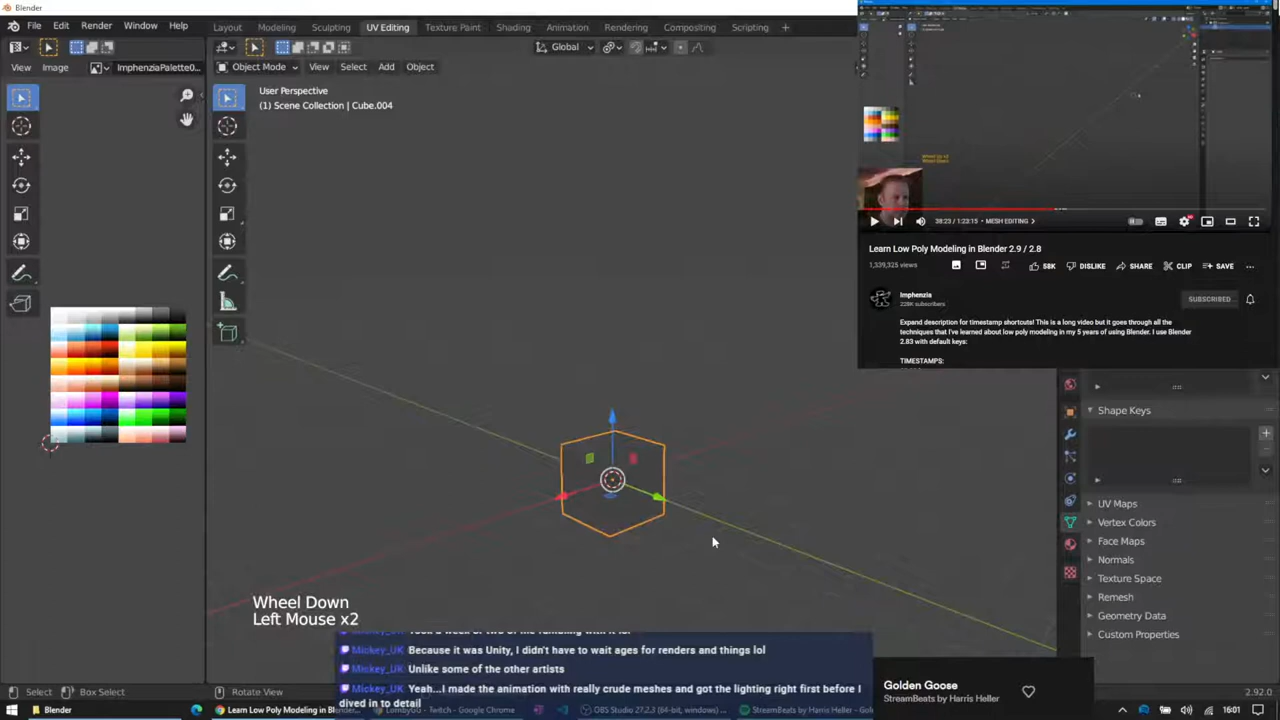 Blender
File Edit Render Window Help
Layout Modeling Sculpting UV Editing Texture Paint Shading Animation Rendering Compositing Scripting
Global
View Image ImphenziaPalette0...
Object Mode View Select Add Object
User Perspective
(1) Scene Collection | Cube.004
38:23 / 1:23:15 • MESH EDITING
Learn Low Poly Modeling in Blender 2.9 / 2.8
1,339,325 views
58K DISLIKE SHARE CLIP SAVE
Imphenzia
228K subscribers
SUBSCRIBED
Expand description for timestamp shortcuts! This is a long video but it goes through all the
techniques that I've learned about low poly modeling in my 5 years of using Blender. I use Blender
2.83 with default keys:
TIMESTAMPS:
Shape Keys
UV Maps
Vertex Colors
Face Maps
Normals
Texture Space
Remesh
Geometry Data
Custom Properties
Wheel Down
Left Mouse x2
Mickey_UK Because it was Unity, I didn't have to wait ages for renders and things lol
Mickey_UK Unlike some of the other artists
Mickey_UK Yeah...I made the animation with really crude meshes and got the lighting right first before I
dived in to detail
Golden Goose
StreamBeats by Harris Heller
Select Box Select Rotate View 2.92.0
Blender Learn Low Poly Modeling in Bl... - Twitch - Google Chrome OBS Studio 27.2.3 (64-bit, windows)... StreamBeats by Harris Heller - Gol... 16:01